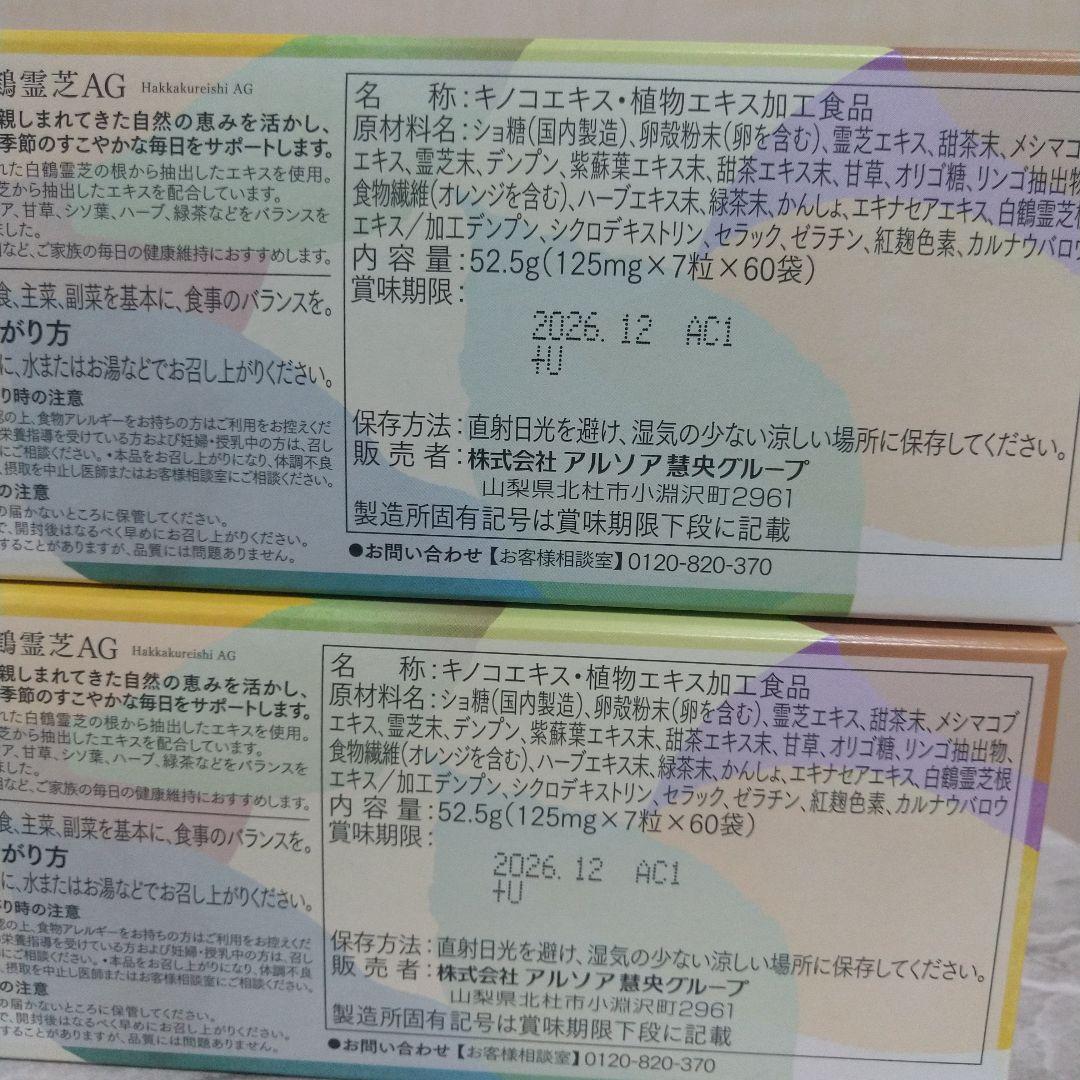 鶴霊芝AG Hakkakureishi AG
親しまれてきた自然の恵みを活かし、
季節のすこやかな毎日をサポートします。
れた白鶴霊芝の根から抽出したエキスを使用。
芝から抽出したエキスを配合しています。
ア、甘草、シソ葉、ハーブ、緑茶などをバランスを
ました。
など、ご家族の毎日の健康維持におすすめします。
食、主菜、副菜を基本に、食事のバランスを。
がり方
に、水またはお湯などでお召し上がりください。
り時の注意
認の上、食物アレルギーをお持ちの方はご利用をお控えくだ
栄養指導を受けている方および妊婦・授乳中の方は、召し
にご相談ください。•本品をお召し上がりになり、体調不良
、摂取を中止し医師またはお客様相談室にご相談ください。
の注意
の届かないところに保管してください。
で、開封後はなるべく早めにお召し上がりください。
することがありますが、品質には問題ありません。
名 称:キノコエキス・植物エキス加工食品
原材料名:ショ糖(国内製造)、卵殻粉末(卵を含む)、霊芝エキス、甜茶末、メシマコ
エキス、霊芝末、デンプン、紫蘇葉エキス末、甜茶エキス末、甘草、オリゴ糖、リンゴ抽出物
食物繊維(オレンジを含む)、ハーブエキス末、緑茶末、かんしょ、エキナセアエキス、白鶴霊芝根
エキス/加工デンプン、シクロデキストリン、セラック、ゼラチン、紅麹色素、カルナウバロウ
内容量:52.5g(125mg×7粒×60袋)
賞味期限:
2026.12 AC1
+U
保存方法:直射日光を避け、湿気の少ない涼しい場所に保存してください。
販売者:株式会社 アルソア慧央グループ
山梨県北杜市小淵沢町2961
製造所固有記号は賞味期限下段に記載
●お問い合わせ【お客様相談室】0120-820-370
鶴霊芝AG Hakkakureishi AG
親しまれてきた自然の恵みを活かし、
季節のすこやかな毎日をサポートします。
れた白鶴霊芝の根から抽出したエキスを使用。
芝から抽出したエキスを配合しています。
ア、甘草、シソ葉、ハーブ、緑茶などをバランスを
ました。
など、ご家族の毎日の健康維持におすすめします。
食、主菜、副菜を基本に、食事のバランスを。
がり方
に、水またはお湯などでお召し上がりください。
り時の注意
認の上、食物アレルギーをお持ちの方はご利用をお控えくだ
栄養指導を受けている方および妊婦・授乳中の方は、召し
にご相談ください。•本品をお召し上がりになり、体調不良
、摂取を中止し医師またはお客様相談室にご相談ください。
の注意
の届かないところに保管してください。
で、開封後はなるべく早めにお召し上がりください。
することがありますが、品質には問題ありません。
名 称:キノコエキス・植物エキス加工食品
原材料名:ショ糖(国内製造)、卵殻粉末(卵を含む)、霊芝エキス、甜茶末、メシマコブ
エキス、霊芝末、デンプン、紫蘇葉エキス末、甜茶エキス末、甘草、オリゴ糖、リンゴ抽出物、
食物繊維(オレンジを含む)、ハーブエキス末、緑茶末、かんしょ、エキナセアエキス、白鶴霊芝根
エキス/加工デンプン、シクロデキストリン、セラック、ゼラチン、紅麹色素、カルナウバロウ
内容量:52.5g(125mg×7粒×60袋)
賞味期限:
2026.12 AC1
+U
保存方法:直射日光を避け、湿気の少ない涼しい場所に保存してください。
販売者:株式会社 アルソア慧央グループ
山梨県北杜市小淵沢町2961
製造所固有記号は賞味期限下段に記載
●お問い合わせ【お客様相談室】0120-820-370